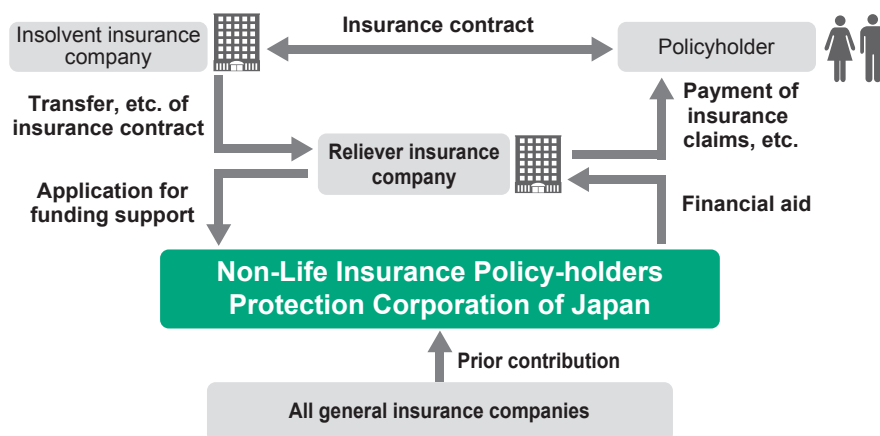 Insolvent insurance
company
Insurance contract
Policyholder
Transfer, etc. of
insurance contract
Payment of
insurance
claims, etc.
Reliever insurance
company
Application for
funding support
Financial aid
Non-Life Insurance Policy-holders
Protection Corporation of Japan
Prior contribution
All general insurance companies